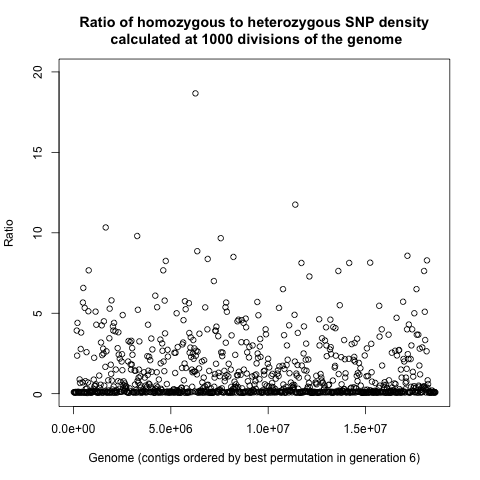 Ratio of homozygous to heterozygous SNP density
calculated at 1000 divisions of the genome
20
15
10
5
0
Ratio
0.0e+00 5.0e+06 1.0e+07 1.5e+07
Genome (contigs ordered by best permutation in generation 6)